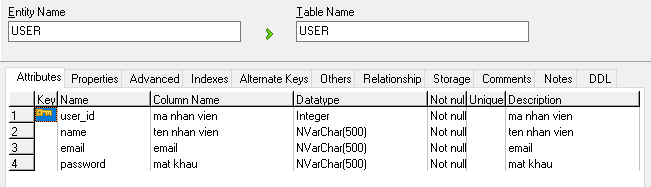 Entity Name Table Name
USER USER
Attributes Properties Advanced Indexes Alternate Keys Others Relationship Storage Comments Notes DDL
Key Name Column Name Datatype Not nul Unique Description
1 user_id ma nhan vien Integer Not null ma nhan vien
2 name ten nhan vien NVarChar(500) Not null ten nhan vien
3 email email NVarChar(500) Not null email
4 password mat khau NVarChar(500) Not null mat khau